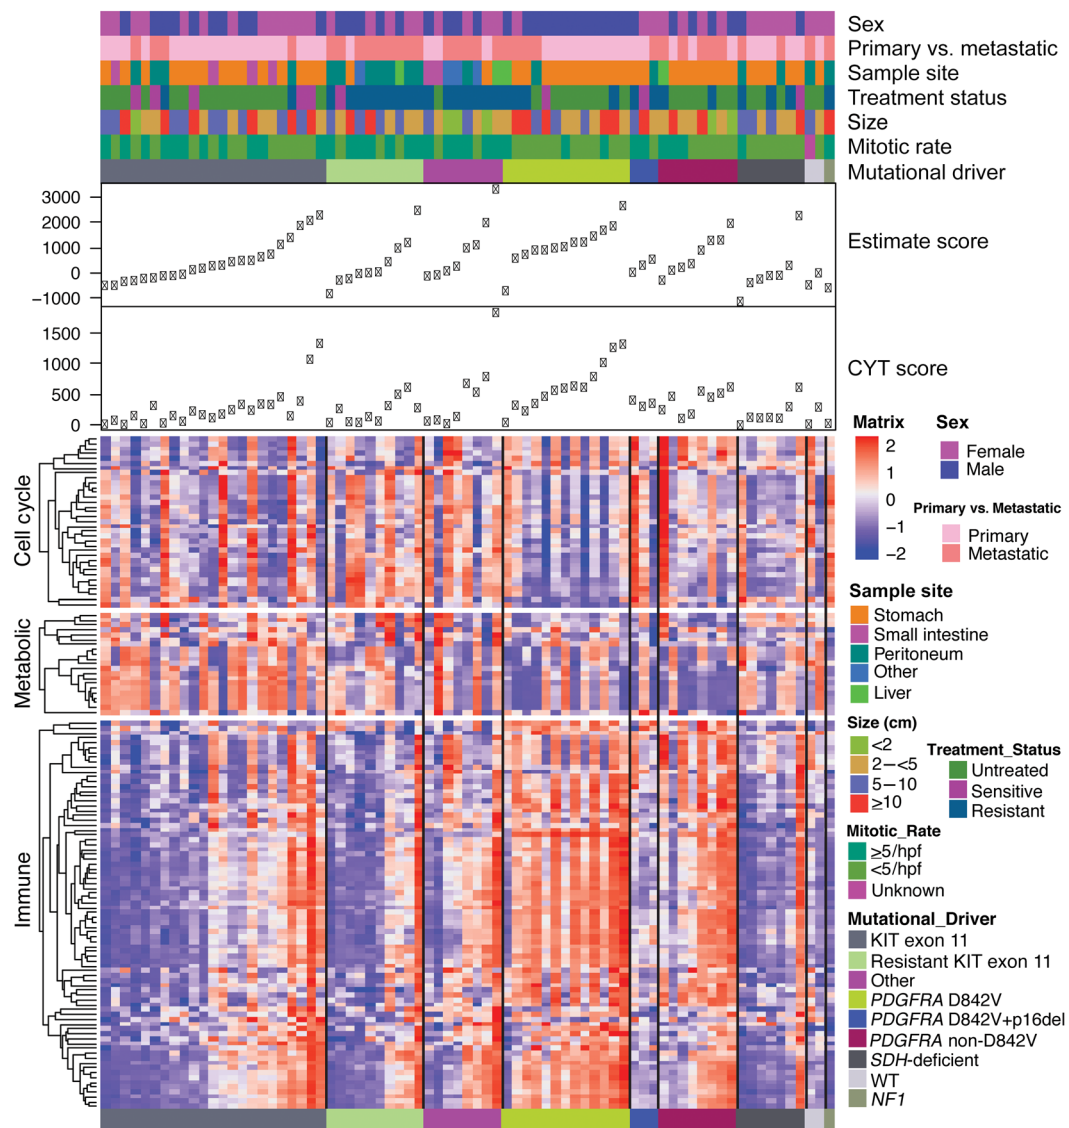 Sex
Primary vs. metastatic
Sample site
Treatment status
Size
Mitotic rate
Mutational driver
3000
2000
1000
0
−1000
Estimate score
1500
1000
500
0
CYT score
Cell cycle
Metabolic
Immune
Matrix
2
1
0
−1
−2
Sex
Female
Male
Primary vs. Metastatic
Primary
Metastatic
Sample site
Stomach
Small intestine
Peritoneum
Other
Liver
Size (cm)
<2
2−<5
5−10
≥10
Treatment_Status
Untreated
Sensitive
Resistant
Mitotic_Rate
≥5/hpf
<5/hpf
Unknown
Mutational_Driver
KIT exon 11
Resistant KIT exon 11
Other
PDGFRA D842V
PDGFRA D842V+p16del
PDGFRA non-D842V
SDH-deficient
WT
NF1